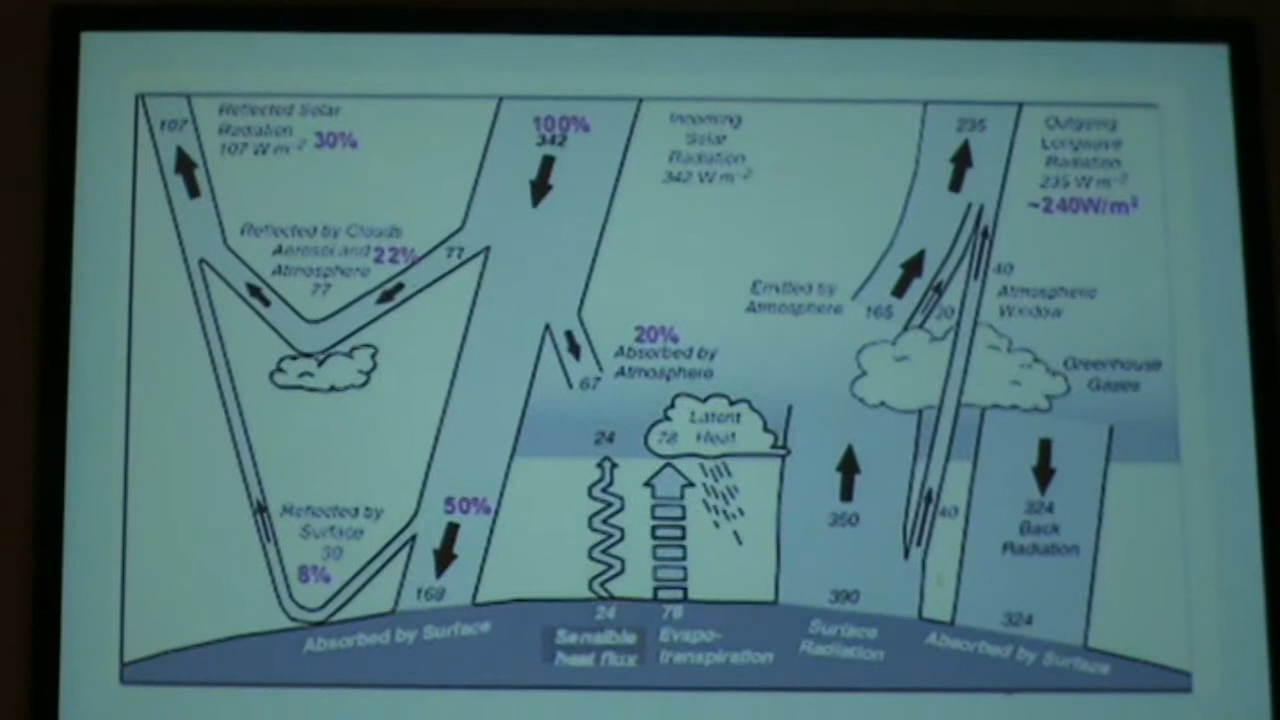 107
Reflected Solar
Radiation
107 W m⁻² 30%
100%
342
Incoming
Solar
Radiation
342 W m⁻²
235
Outgoing
Longwave
Radiation
235 W m⁻²
~240W/m²
Reflected by Clouds
Aerosol and 22%
Atmosphere
77
77
Emitted by
Atmosphere
165
20
40
Atmospheric
Window
20%
Absorbed by
Atmosphere
67
Greenhouse
Gases
24
78
Latent
Heat
50%
168
Reflected by
Surface
30
8%
350
40
324
Back
Radiation
390
324
Absorbed by Surface
24
Sensible
heat flux
78
Evapo-
transpiration
Surface
Radiation
Absorbed by Surface